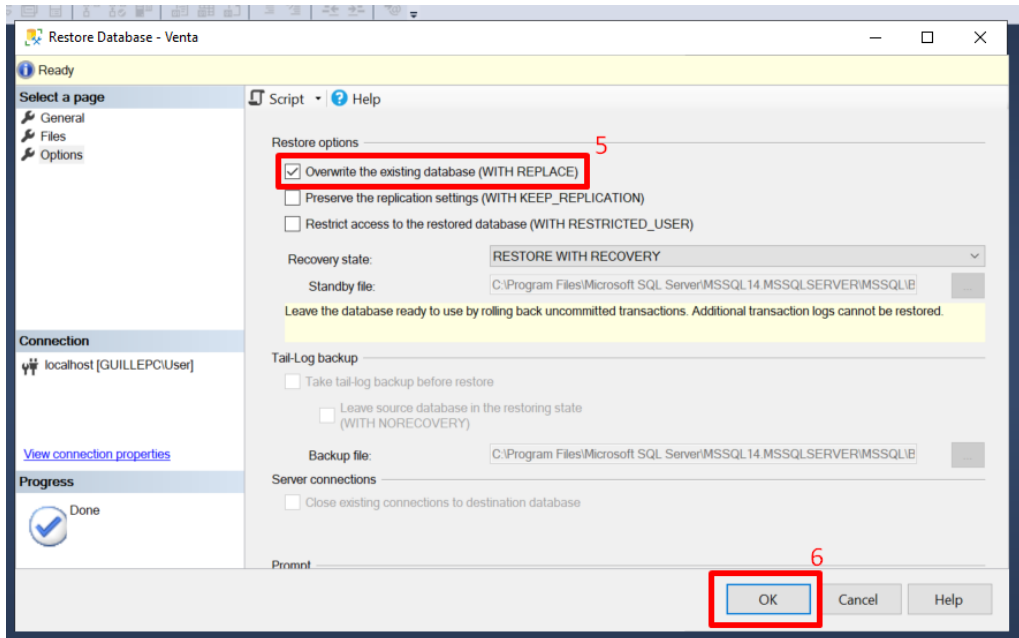 Restore Database - Venta
Ready
Select a page
General
Files
Options
Script
Help
Restore options
5
Overwrite the existing database (WITH REPLACE)
Preserve the replication settings (WITH KEEP_REPLICATION)
Restrict access to the restored database (WITH RESTRICTED_USER)
Recovery state:
RESTORE WITH RECOVERY
Standby file:
C:\Program Files\Microsoft SQL Server\MSSQL14.MSSQLSERVER\MSSQL\B
...
Leave the database ready to use by rolling back uncommitted transactions. Additional transaction logs cannot be restored.
Connection
localhost [GUILLEPC\User]
View connection properties
Tail-Log backup
Take tail-log backup before restore
Leave source database in the restoring state
(WITH NORECOVERY)
Backup file:
C:\Program Files\Microsoft SQL Server\MSSQL14.MSSQLSERVER\MSSQL\B
...
Server connections
Close existing connections to destination database
Progress
Done
Prompt
6
OK
Cancel
Help